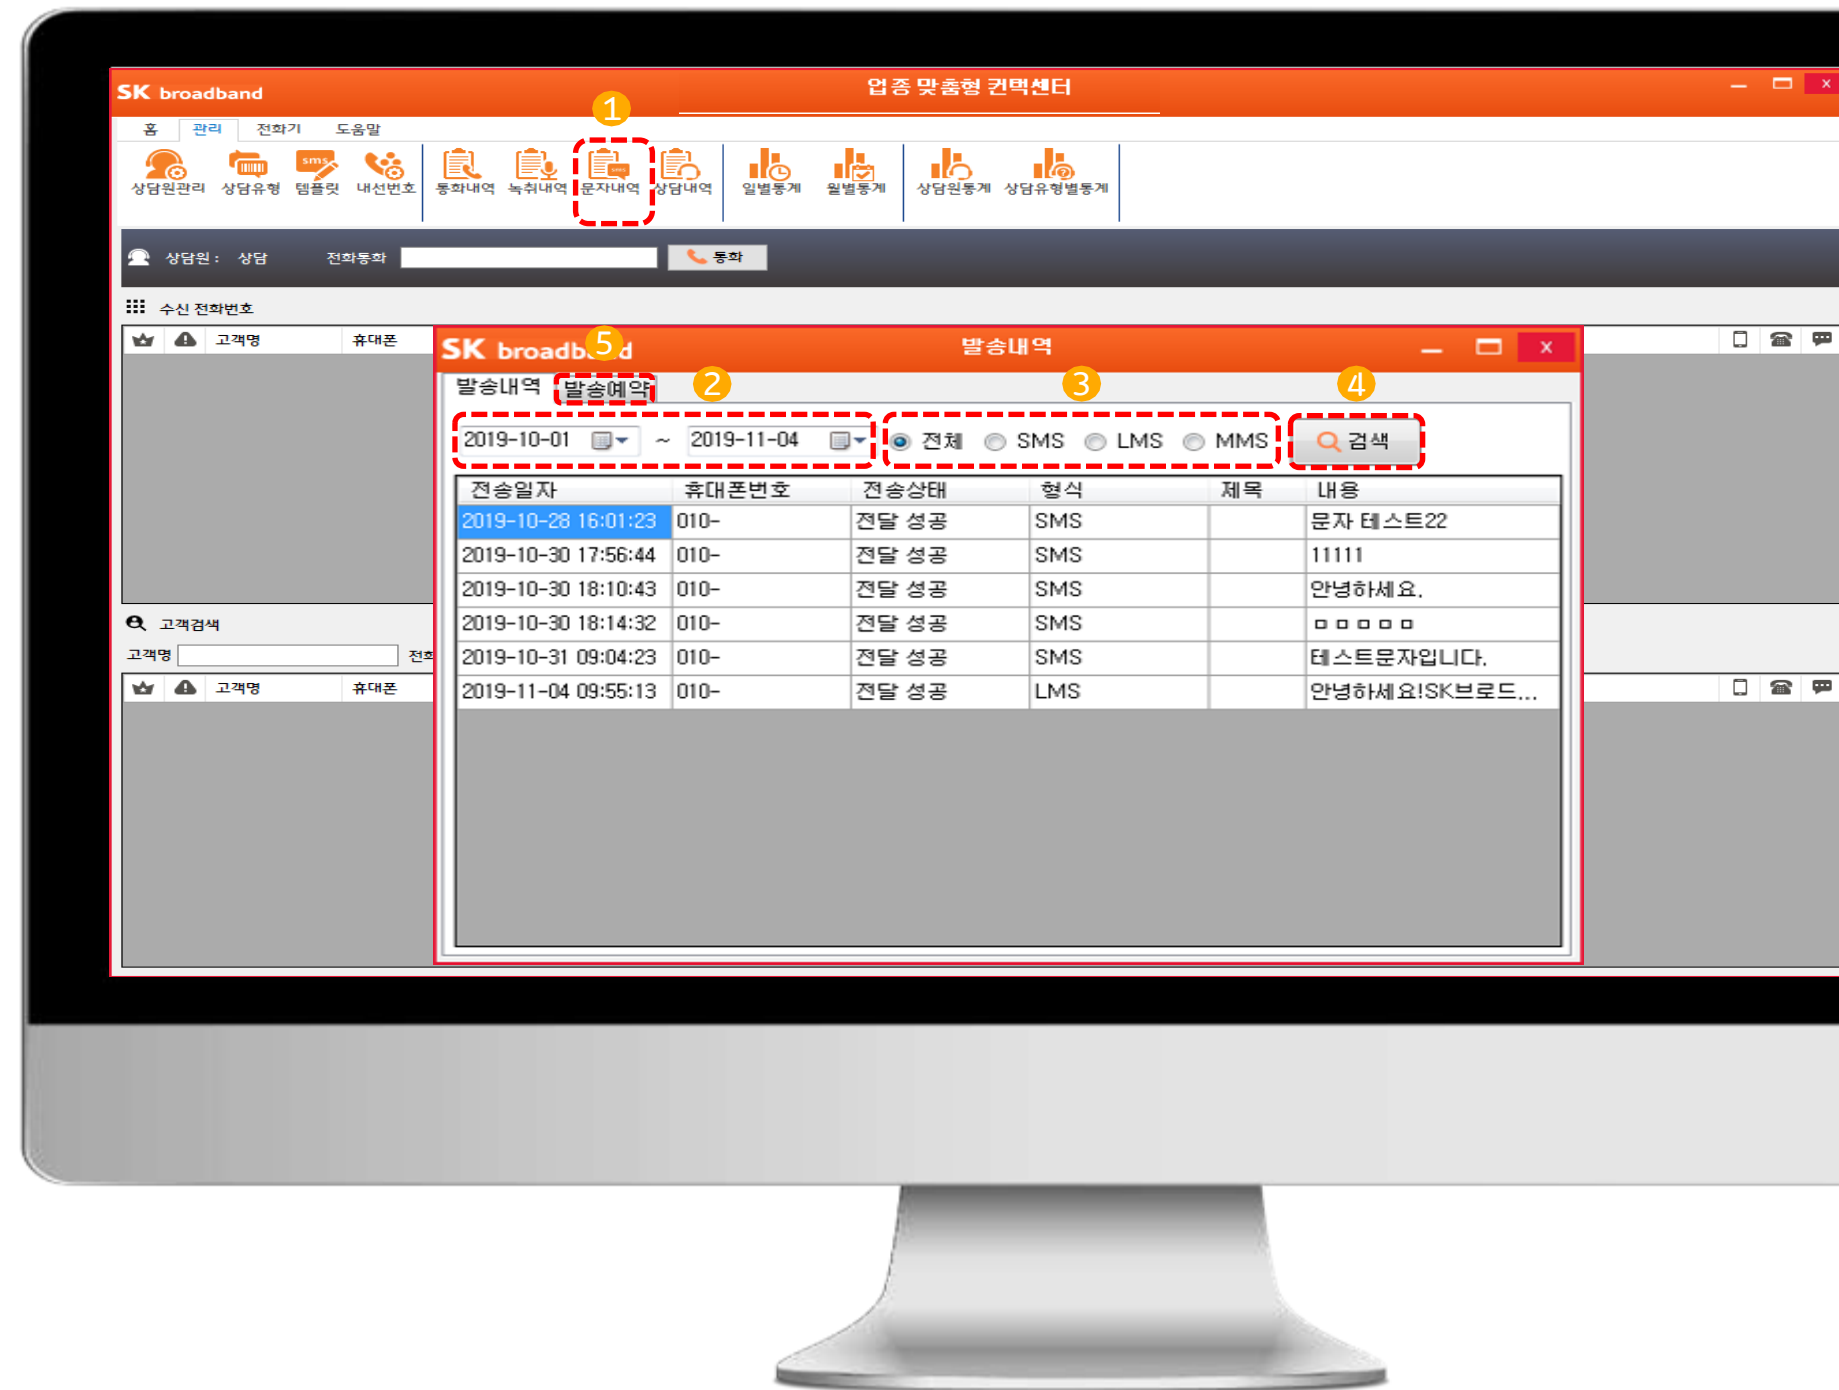 SK broadband 업종 맞춤형 컨택센터
1
홈 관리 전화기 도움말
상담원관리 상담유형 템플릿 내선번호 통화내역 녹취내역 문자내역 상담내역 일별통계 월별통계 상담원통계 상담유형별통계
상담원 : 상담 전화통화 통화
수신 전화번호
고객명 휴대폰
SK broadb d 발송내역
5
발송내역 발송예약 2 3 4
2019-10-01 ~ 2019-11-04 전체 SMS LMS MMS 검색
전송일자 휴대폰번호 전송상태 형식 제목 내용
2019-10-28 16:01:23 010- 전달 성공 SMS 문자 테스트22
2019-10-30 17:56:44 010- 전달 성공 SMS 11111
2019-10-30 18:10:43 010- 전달 성공 SMS 안녕하세요.
2019-10-30 18:14:32 010- 전달 성공 SMS ㅁㅁㅁㅁㅁ
2019-10-31 09:04:23 010- 전달 성공 SMS 테스트문자입니다.
2019-11-04 09:55:13 010- 전달 성공 LMS 안녕하세요!SK브로드...
고객검색
고객명 전화
고객명 휴대폰